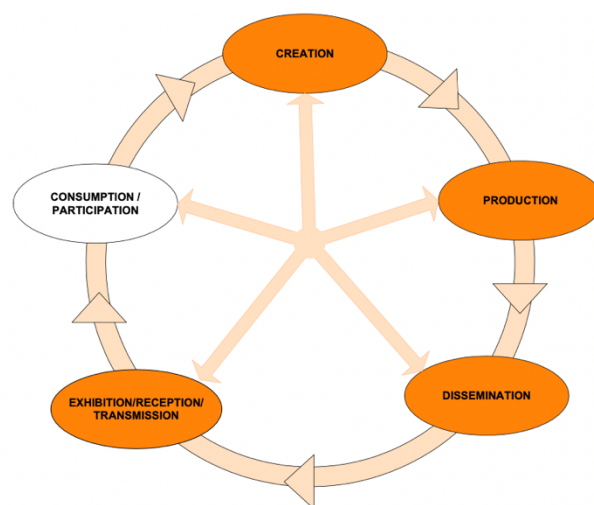 CREATION
PRODUCTION
DISSEMINATION
EXHIBITION/RECEPTION/
TRANSMISSION
CONSUMPTION /
PARTICIPATION